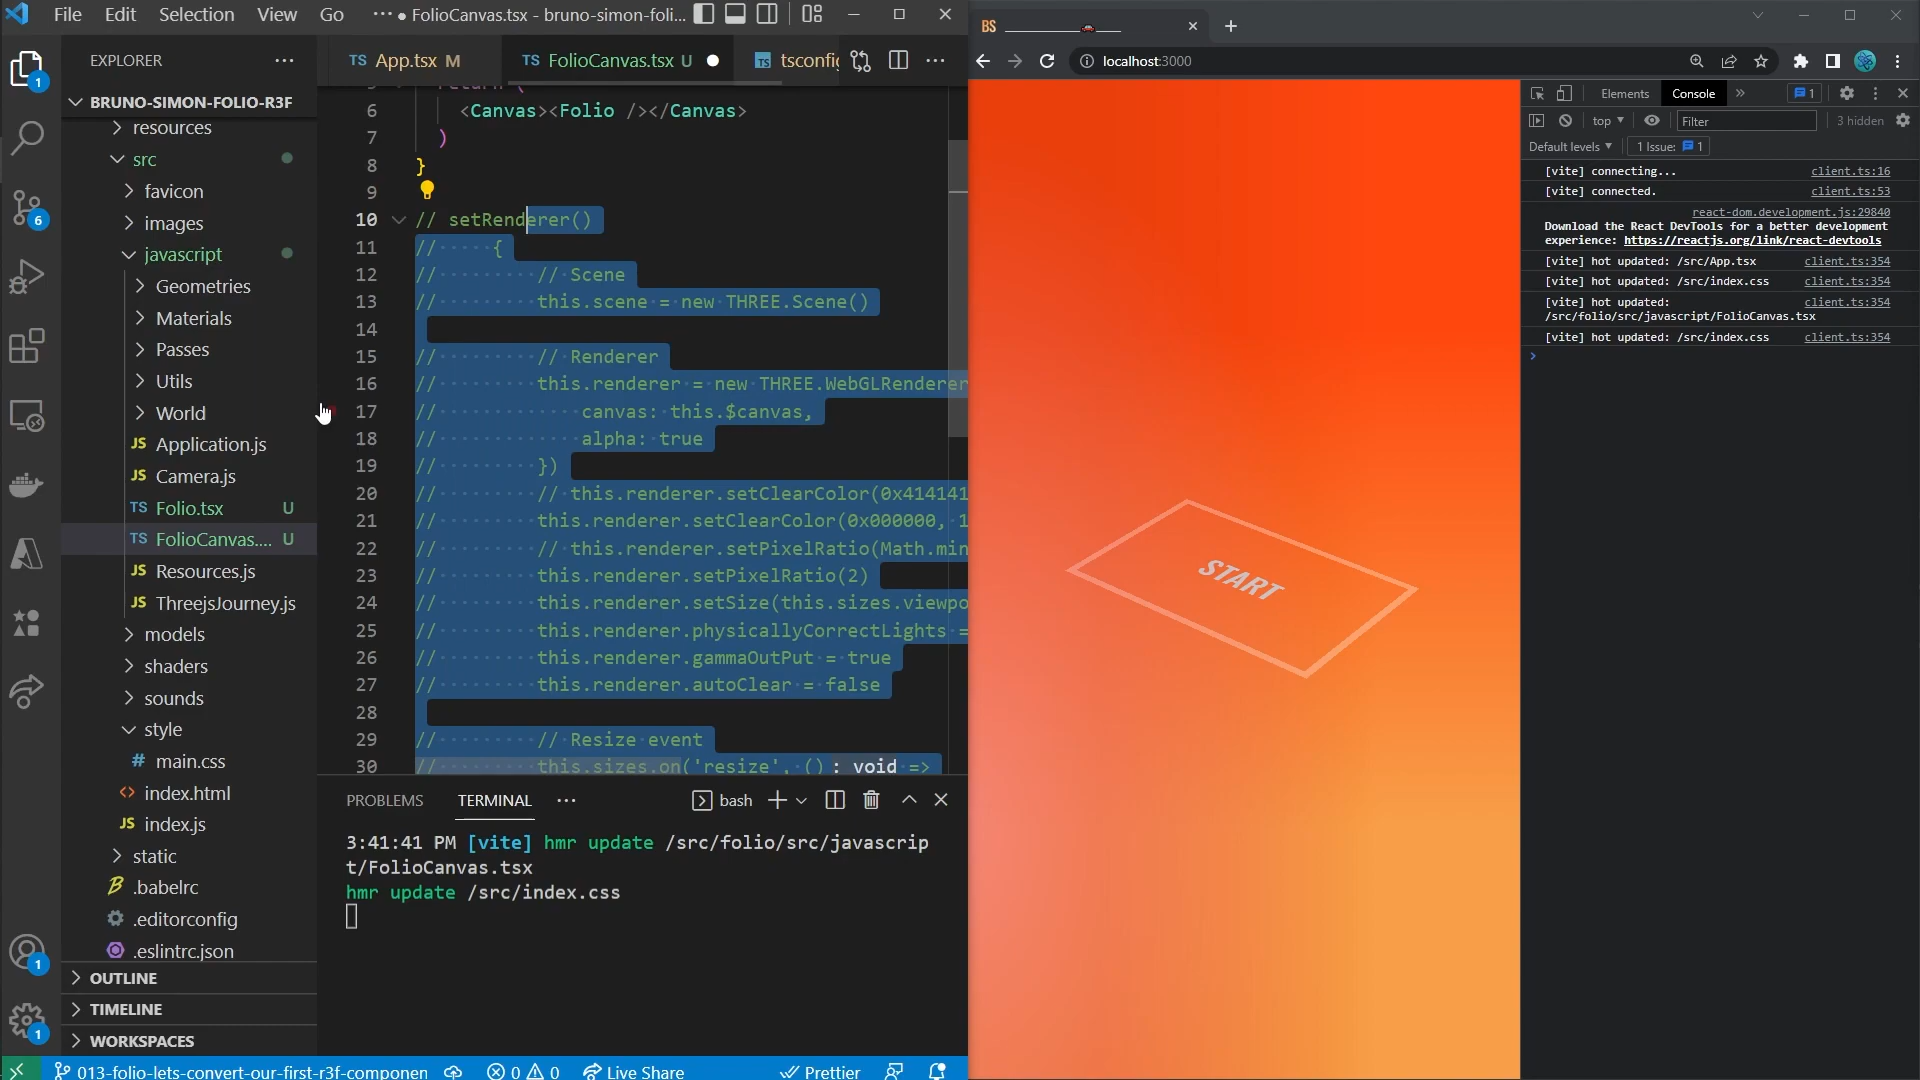 File Edit Selection View Go ··· ● FolioCanvas.tsx - bruno-simon-foli...
EXPLORER ···
BRUNO-SIMON-FOLIO-R3F
resources
src
favicon
images
javascript
Geometries
Materials
Passes
Utils
World
JS Application.js
JS Camera.js
TS Folio.tsx U
TS FolioCanvas.... U
JS Resources.js
JS ThreejsJourney.js
models
shaders
sounds
style
# main.css
<> index.html
JS index.js
static
.babelrc
.editorconfig
.eslintrc.json
OUTLINE
TIMELINE
WORKSPACES
1
6
1
1
TS App.tsx M TS FolioCanvas.tsx U ● tsconfig
6 <Canvas><Folio /></Canvas>
7 )
8 }
9
10 // setRenderer()
11 // {
12 // // Scene
13 // this.scene = new THREE.Scene()
14
15 // // Renderer
16 // this.renderer = new THREE.WebGLRenderer
17 // canvas: this.$canvas,
18 // alpha: true
19 // })
20 // // this.renderer.setClearColor(0x414141
21 // this.renderer.setClearColor(0x000000, 1
22 // // this.renderer.setPixelRatio(Math.min
23 // this.renderer.setPixelRatio(2)
24 // this.renderer.setSize(this.sizes.viewpo
25 // this.renderer.physicallyCorrectLights =
26 // this.renderer.gammaOutPut = true
27 // this.renderer.autoClear = false
28
29 // // Resize event
30 // this.sizes.on('resize', (): void =>
PROBLEMS TERMINAL ··· bash
3:41:41 PM [vite] hmr update /src/folio/src/javascrip
t/FolioCanvas.tsx
hmr update /src/index.css
013-folio-lets-convert-our-first-r3f-componen 0 0 Live Share Prettier
BS
localhost:3000
START
Elements Console » 1
top Filter 3 hidden
Default levels 1 Issue: 1
[vite] connecting... client.ts:16
[vite] connected. client.ts:53
react-dom.development.js:29840
Download the React DevTools for a better development
experience: https://reactjs.org/link/react-devtools
[vite] hot updated: /src/App.tsx client.ts:354
[vite] hot updated: /src/index.css client.ts:354
[vite] hot updated: client.ts:354
/src/folio/src/javascript/FolioCanvas.tsx
[vite] hot updated: /src/index.css client.ts:354